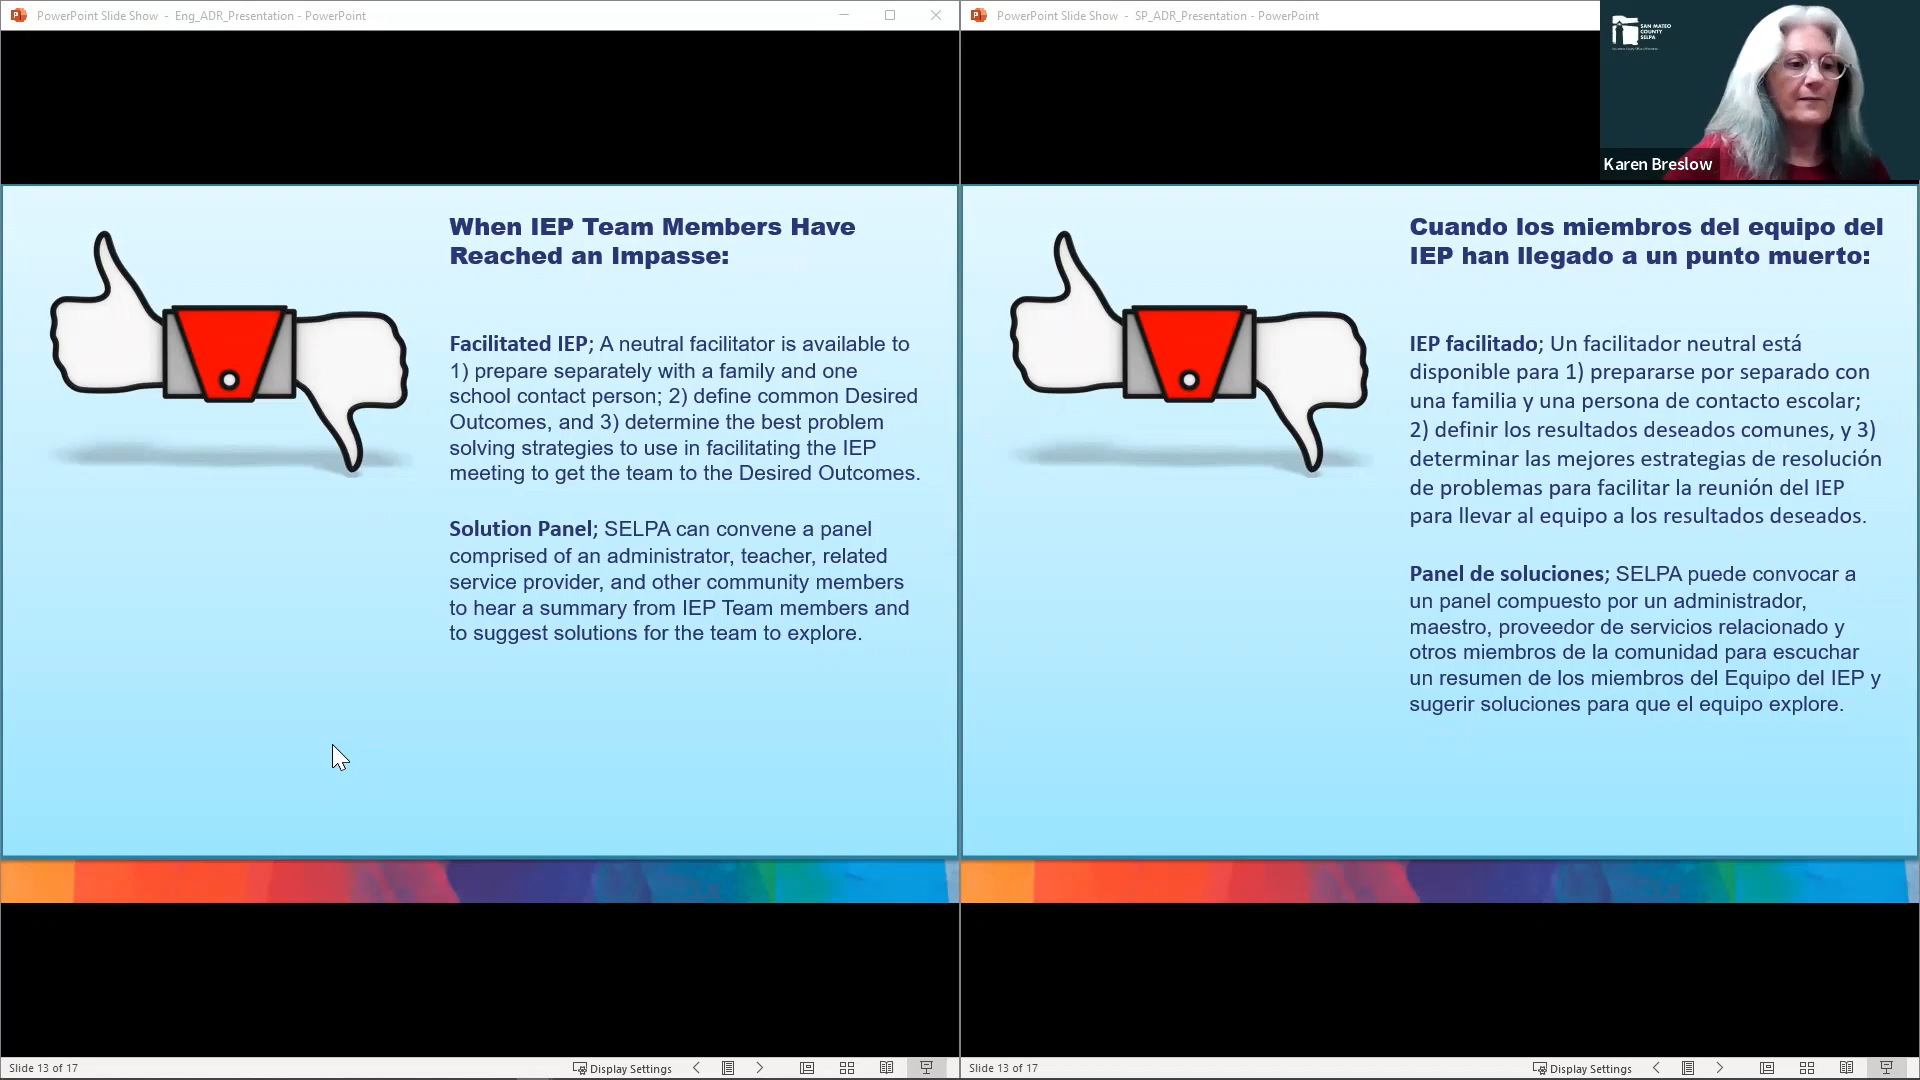 PowerPoint Slide Show - Eng_ADR_Presentation - PowerPoint
PowerPoint Slide Show - SP_ADR_Presentation - PowerPoint
SAN MATEO
COUNTY
SELPA
Karen Breslow
When IEP Team Members Have
Reached an Impasse:
Facilitated IEP; A neutral facilitator is available to
1) prepare separately with a family and one
school contact person; 2) define common Desired
Outcomes, and 3) determine the best problem
solving strategies to use in facilitating the IEP
meeting to get the team to the Desired Outcomes.
Solution Panel; SELPA can convene a panel
comprised of an administrator, teacher, related
service provider, and other community members
to hear a summary from IEP Team members and
to suggest solutions for the team to explore.
Cuando los miembros del equipo del
IEP han llegado a un punto muerto:
IEP facilitado; Un facilitador neutral está
disponible para 1) prepararse por separado con
una familia y una persona de contacto escolar;
2) definir los resultados deseados comunes, y 3)
determinar las mejores estrategias de resolución
de problemas para facilitar la reunión del IEP
para llevar al equipo a los resultados deseados.
Panel de soluciones; SELPA puede convocar a
un panel compuesto por un administrador,
maestro, proveedor de servicios relacionado y
otros miembros de la comunidad para escuchar
un resumen de los miembros del Equipo del IEP y
sugerir soluciones para que el equipo explore.
Slide 13 of 17
Display Settings
Slide 13 of 17
Display Settings